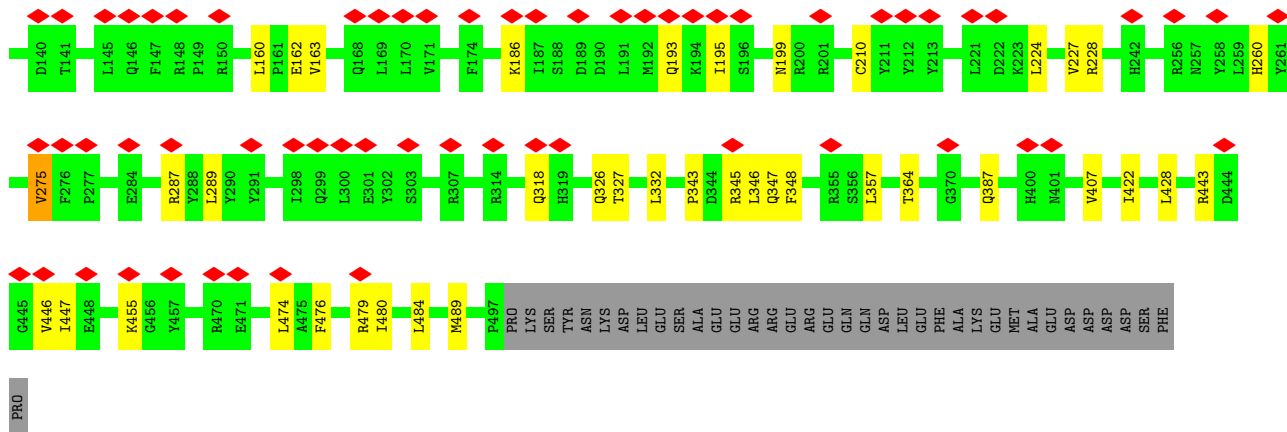 D140 T141 L145 Q146 F147 R148 P149 R150 L160 P161 E162 V163 Q168 L169 L170 V171 F174 K186 I187 S188 D189 D190 L191 M192 Q193 K194 I195 S196 N199 R200 R201 C210 Y211 Y212 Y213 L221 D222 K223 L224 V227 R228 H242 R256 N257 Y258 L259 H260 Y261
V275 F276 P277 E284 R287 Y288 L289 Y290 Y291 I298 Q299 L300 E301 Y302 S303 R307 R314 Q318 H319 Q326 T327 L332 P343 D344 R345 L346 Q347 F348 R355 S356 L357 T364 G370 Q387 H400 N401 V407 I422 L428 R443 D444
G445 V446 I447 E448 K455 G456 Y457 R470 E471 L474 A475 F476 R479 I480 L484 M489 P497 PRO LYS SER TYR ASN LYS ASP LEU GLU SER ALA GLU GLU ARG ARG GLU ARG GLU GLN GLN ASP LEU GLU PHE ALA LYS GLU MET ALA GLU ASP ASP ASP ASP SER PHE
PRO